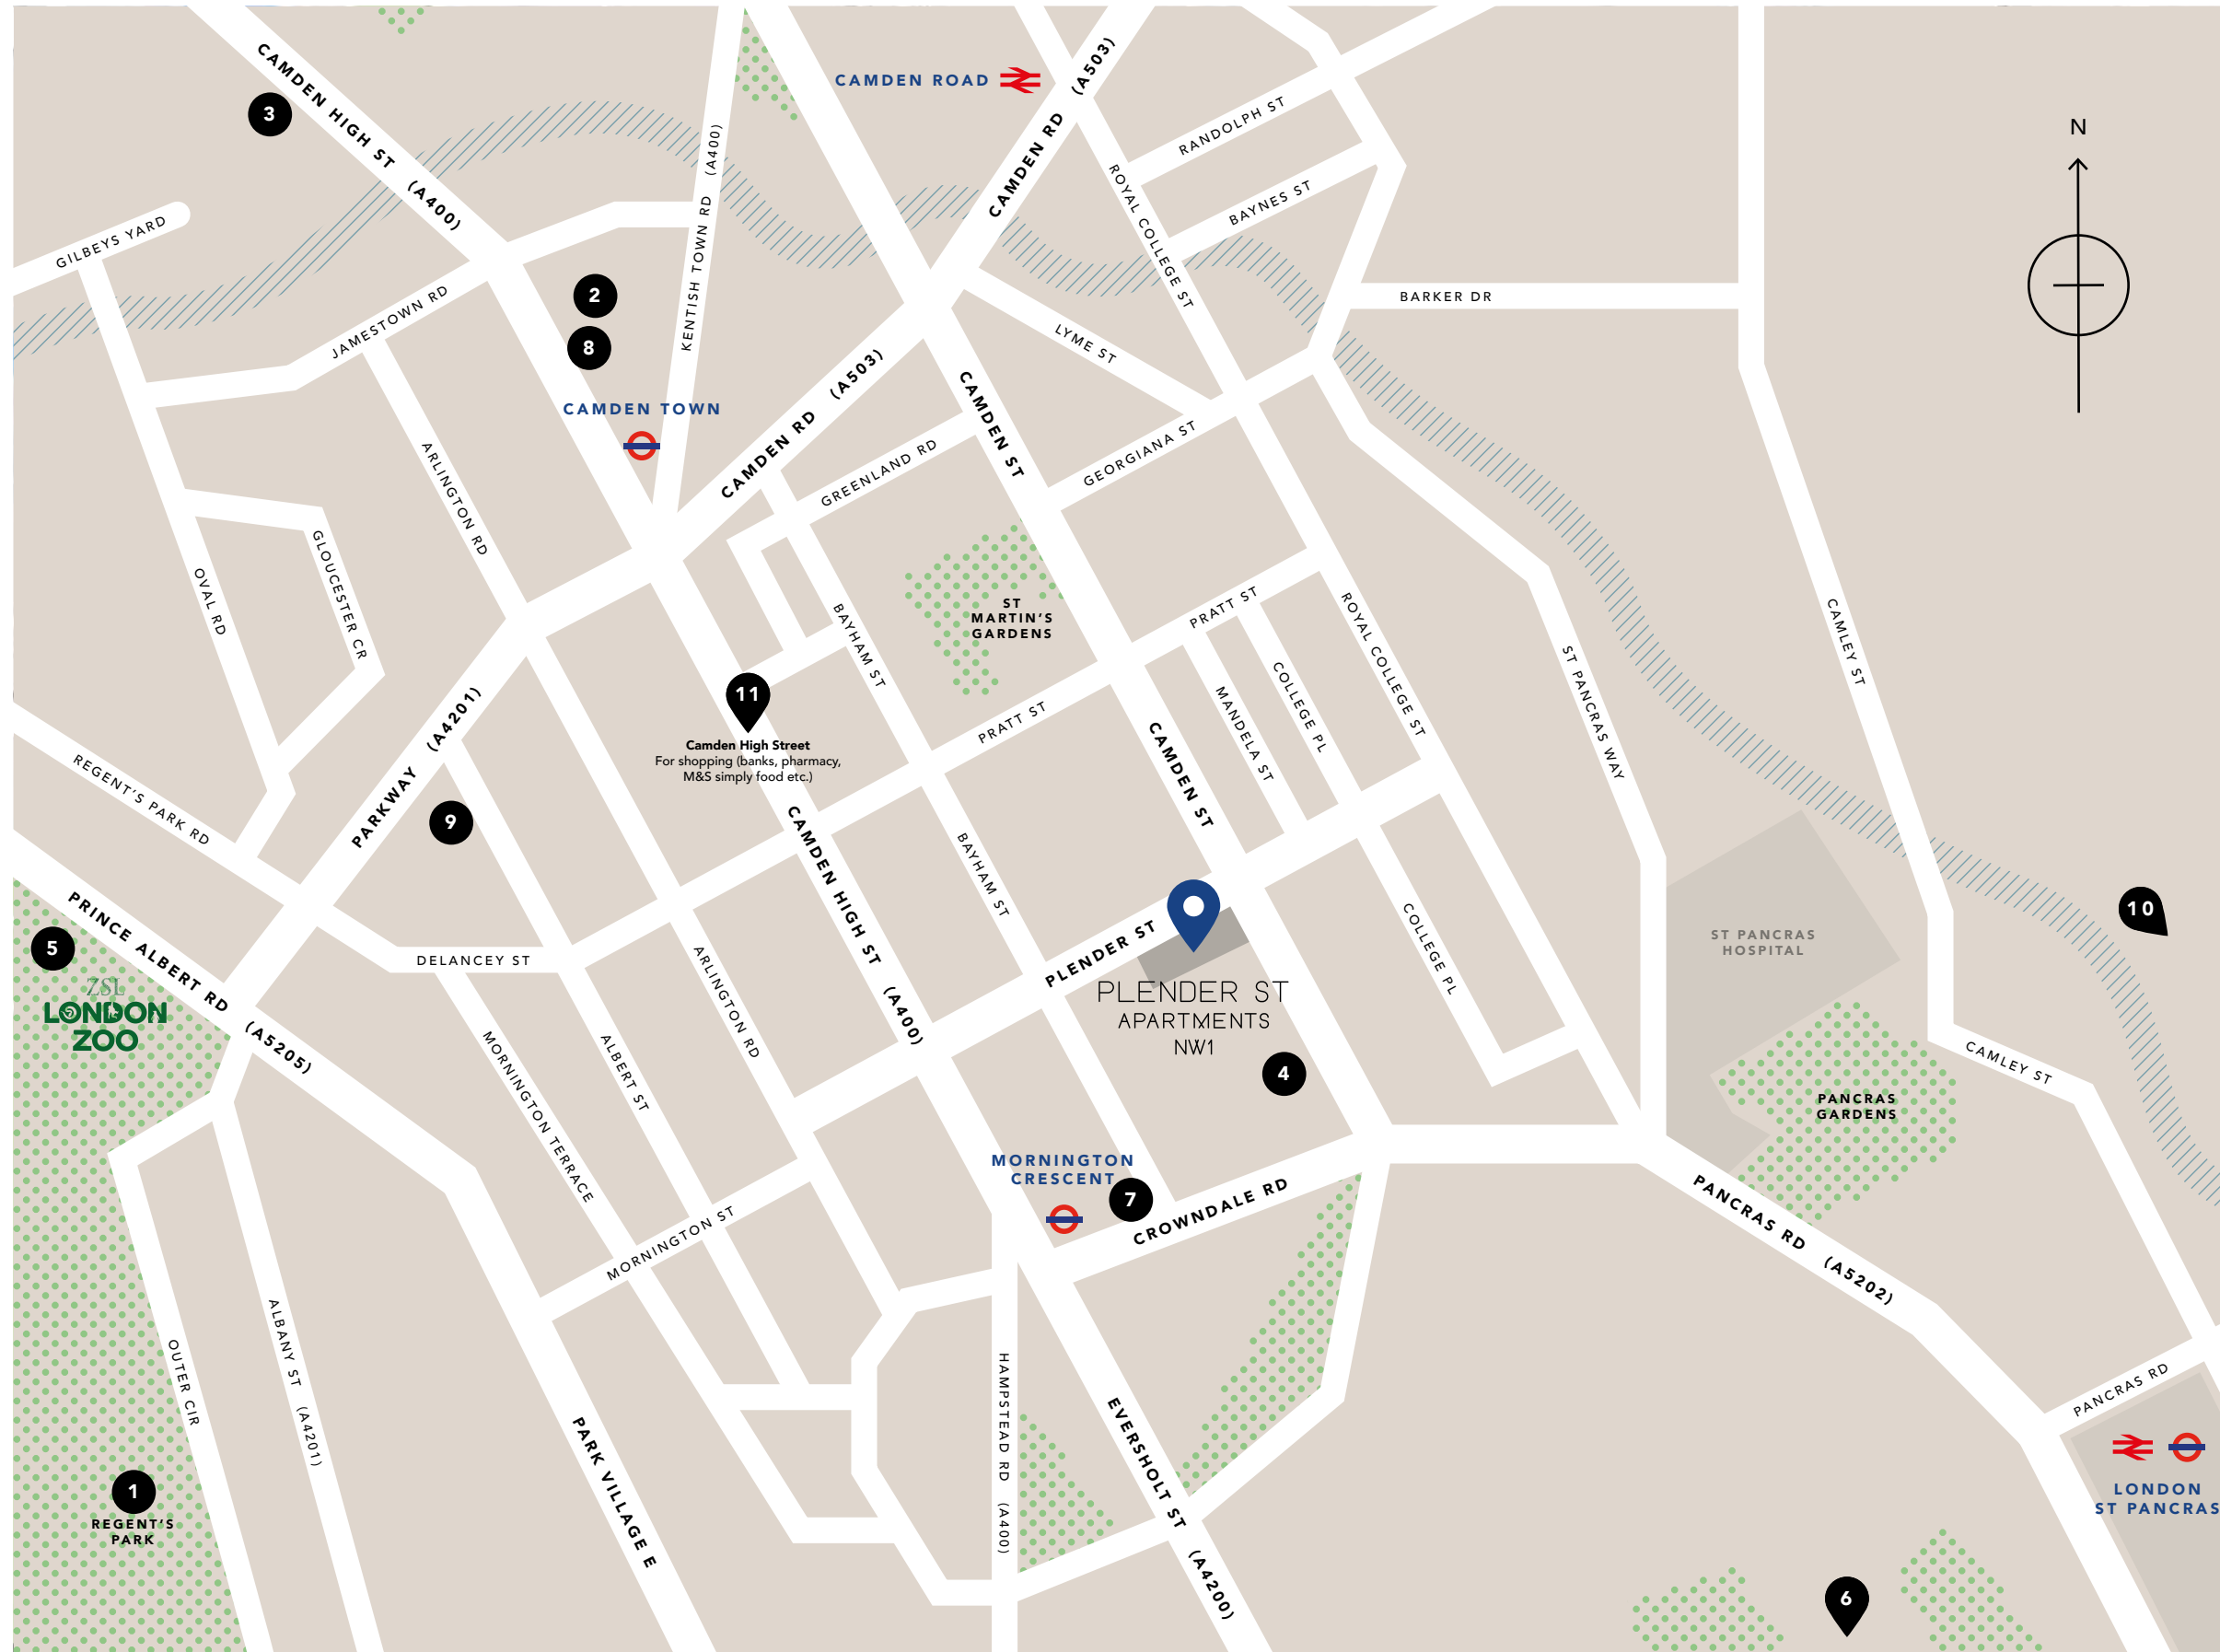 CAMDEN HIGH ST (A400)
3
CAMDEN ROAD
CAMDEN RD (A503)
KENTISH TOWN RD (A400)
RANDOLPH ST
ROYAL COLLEGE ST
BAYNES ST
N
GILBEYS YARD
JAMESTOWN RD
2
8
BARKER DR
LYME ST
CAMDEN TOWN
CAMDEN RD (A503)
CAMDEN ST
GREENLAND RD
GEORGIANA ST
ARLINGTON RD
GLOUCESTER CR
OVAL RD
BAYHAM ST
ST
MARTIN'S
GARDENS
PRATT ST
ROYAL COLLEGE ST
COLLEGE PL
MANDELA ST
ST PANCRAS WAY
CAMLEY ST
11
Camden High Street
For shopping (banks, pharmacy,
M&S simply food etc.)
PRATT ST
CAMDEN ST
PARKWAY (A4201)
REGENT'S PARK RD
9
CAMDEN HIGH ST (A400)
BAYHAM ST
PRINCE ALBERT RD (A5205)
5
ZSL
LONDON
ZOO
DELANCEY ST
PLENDER ST
PLENDER ST
APARTMENTS
NW1
COLLEGE PL
ST PANCRAS
HOSPITAL
10
ARLINGTON RD
ALBERT ST
MORNINGTON TERRACE
4
CAMLEY ST
PANCRAS
GARDENS
MORNINGTON
CRESCENT
7
CROWNDALE RD
MORNINGTON ST
PANCRAS RD (A5202)
ALBANY ST (A4201)
OUTER CIR
HAMPSTEAD RD (A400)
EVERSHOLT ST (A4200)
PARK VILLAGE E
PANCRAS RD
1
REGENT'S
PARK
LONDON
ST PANCRAS
6